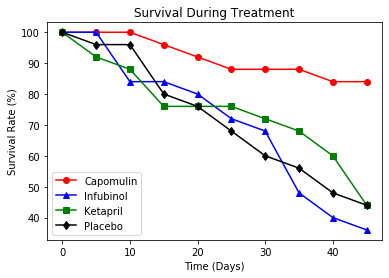 Survival During Treatment
Survival Rate (%)
100
90
80
70
60
50
40
Capomulin
Infubinol
Ketapril
Placebo
0
10
20
30
40
Time (Days)